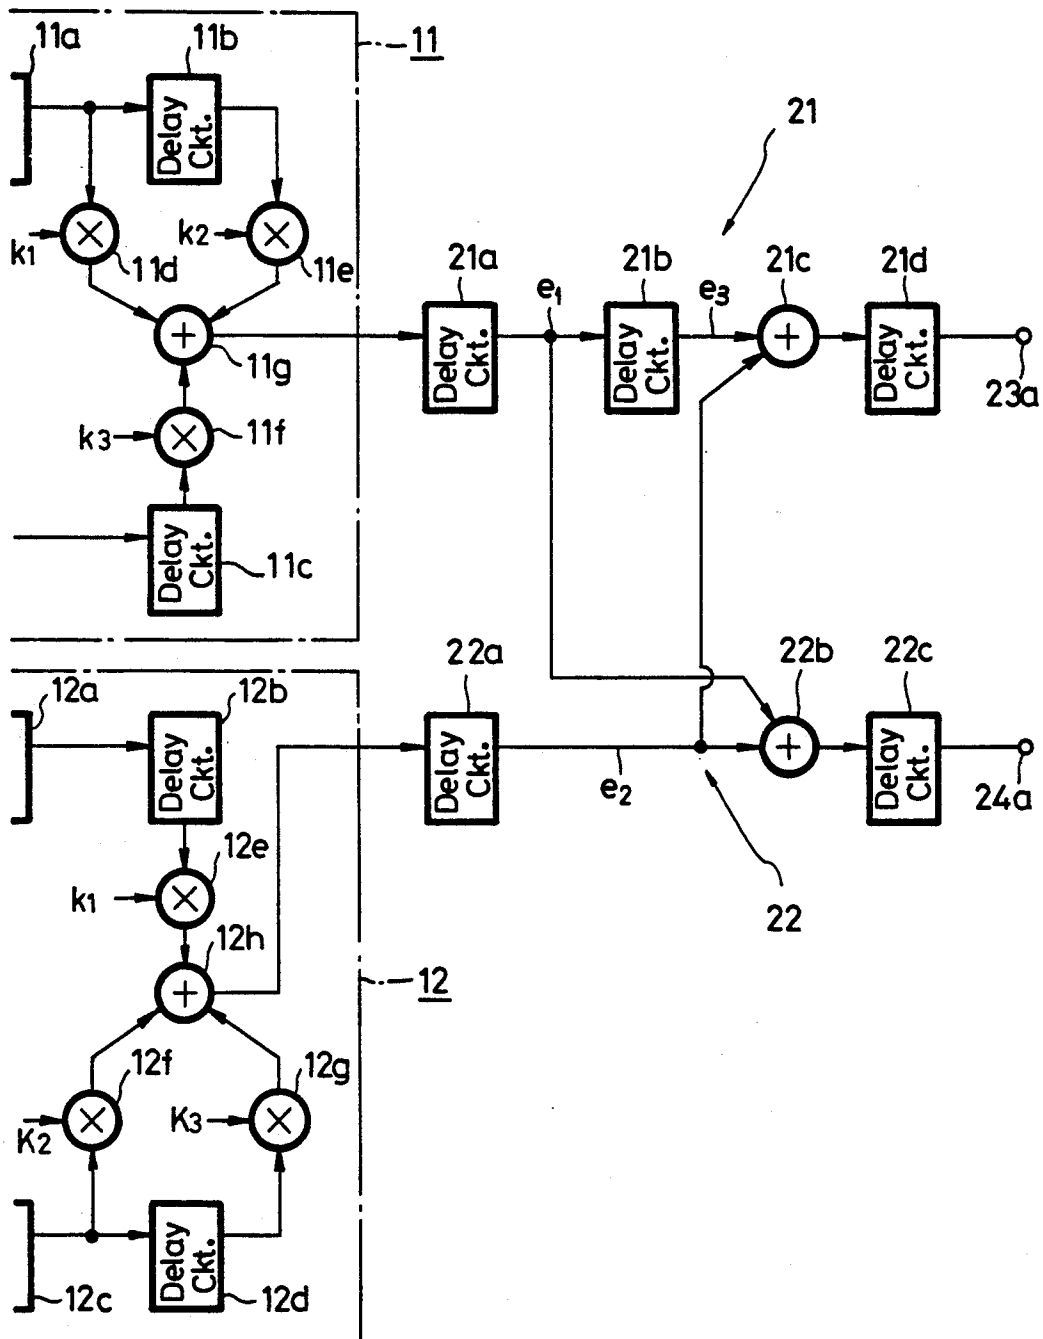 11a
11b
11
Delay Ckt.
21
k1
k2
11d
11e
21a
21b
21c
21d
e1
e3
+
11g
Delay Ckt.
Delay Ckt.
Delay Ckt.
23a
k3
11f
Delay Ckt.
11c
12a
12b
22a
22b
22c
Delay Ckt.
Delay Ckt.
+
Delay Ckt.
e2
24a
12e
k1
22
12h
+
12
12f
12g
K2
K3
Delay Ckt.
12c
12d